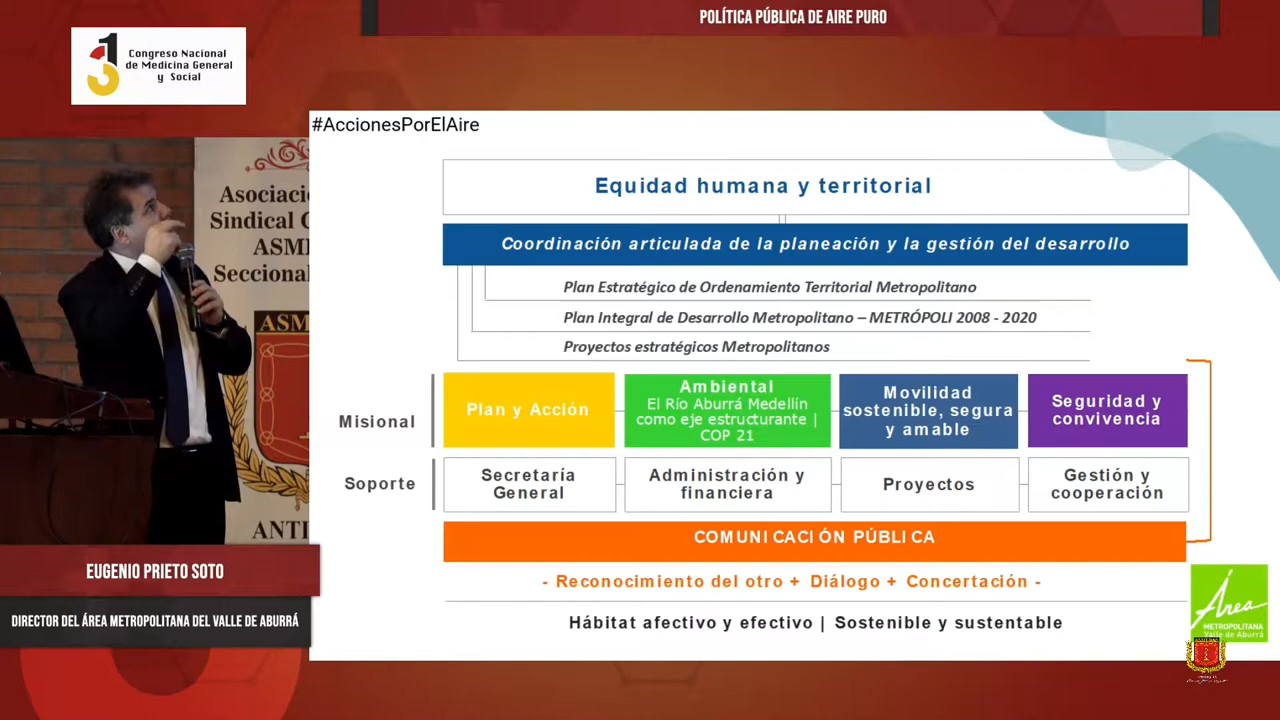 POLÍTICA PÚBLICA DE AIRE PURO
Congreso Nacional
de Medicina General
y Social
#AccionesPorElAire
Equidad humana y territorial
Coordinación articulada de la planeación y la gestión del desarrollo
Plan Estratégico de Ordenamiento Territorial Metropolitano
Plan Integral de Desarrollo Metropolitano – METRÓPOLI 2008 - 2020
Proyectos estratégicos Metropolitanos
Misional
Plan y Acción
Ambiental
El Río Aburrá Medellín
como eje estructurante |
COP 21
Movilidad
sostenible, segura
y amable
Seguridad y
convivencia
Soporte
Secretaría
General
Administración y
financiera
Proyectos
Gestión y
cooperación
COMUNICACIÓN PÚBLICA
- Reconocimiento del otro + Diálogo + Concertación -
Hábitat afectivo y efectivo | Sostenible y sustentable
Área
METROPOLITANA
Valle de Aburrá
Asociaci
Sindical
ASM
Seccional
ASM
ANTI
EUGENIO PRIETO SOTO
DIRECTOR DEL ÁREA METROPOLITANA DEL VALLE DE ABURRÁ